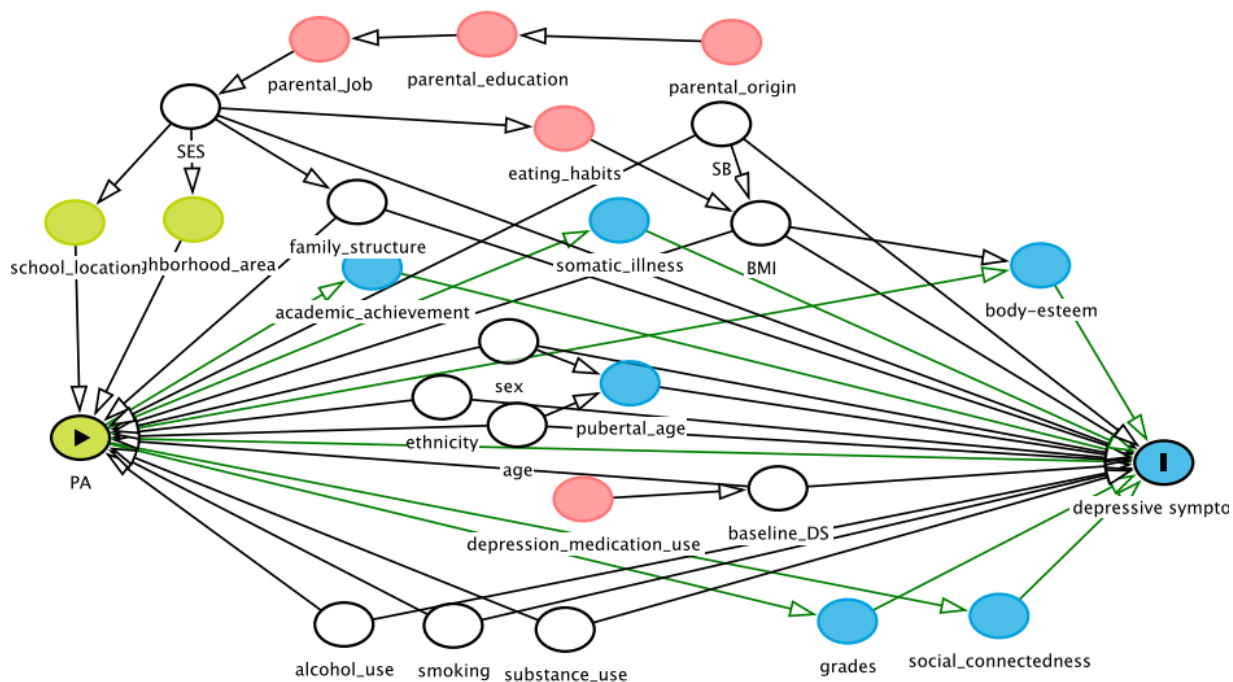 parental_Job
parental_education
parental_origin
SES
eating_habits
SB
school_location
ghborhood_area
family_structure
somatic_illness
BMI
academic_achievement
body-esteem
sex
pubertal_age
ethnicity
age
PA
depression_medication_use
baseline_DS
depressive sympto
alcohol_use
smoking
substance_use
grades
social_connectedness